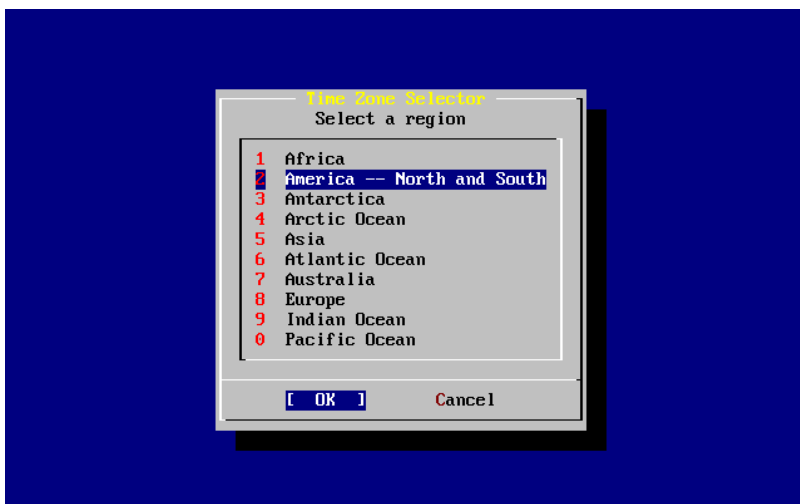 Time Zone Selector
Select a region
1 Africa
2 America -- North and South
3 Antarctica
4 Arctic Ocean
5 Asia
6 Atlantic Ocean
7 Australia
8 Europe
9 Indian Ocean
0 Pacific Ocean
[ OK ] Cancel